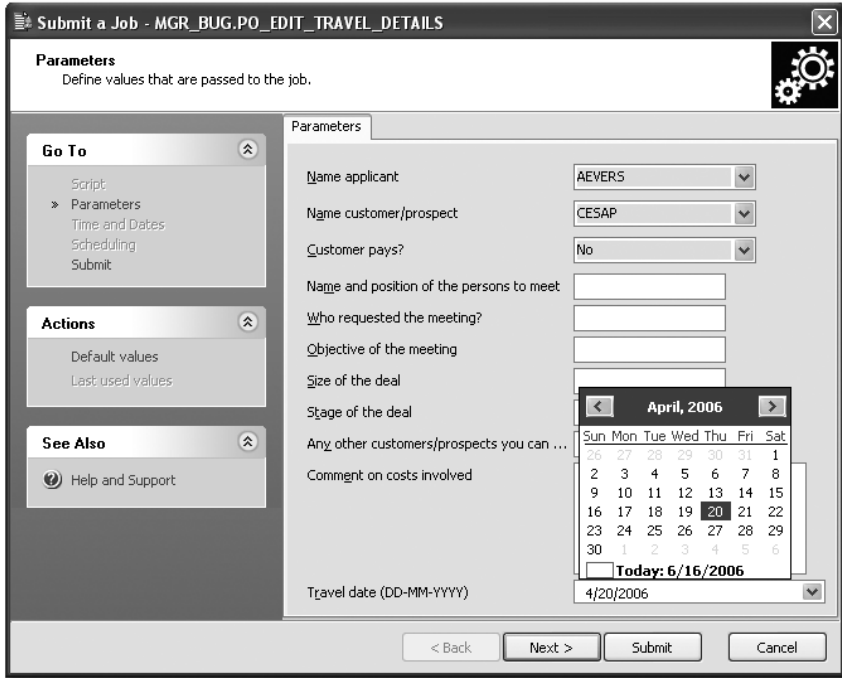 Submit a Job - MGR_BUG.PO_EDIT_TRAVEL_DETAILS
Parameters
Define values that are passed to the job.
Go To
Script
» Parameters
Time and Dates
Scheduling
Submit
Actions
Default values
Last used values
See Also
Help and Support
Parameters
Name applicant AEVERS
Name customer/prospect CESAP
Customer pays? No
Name and position of the persons to meet
Who requested the meeting?
Objective of the meeting
Size of the deal
Stage of the deal
Any other customers/prospects you can ...
Comment on costs involved
April, 2006
Sun Mon Tue Wed Thu Fri Sat
26 27 28 29 30 31 1
2 3 4 5 6 7 8
9 10 11 12 13 14 15
16 17 18 19 20 21 22
23 24 25 26 27 28 29
30 1 2 3 4 5 6
Today: 6/16/2006
Travel date (DD-MM-YYYY) 4/20/2006
< Back Next > Submit Cancel